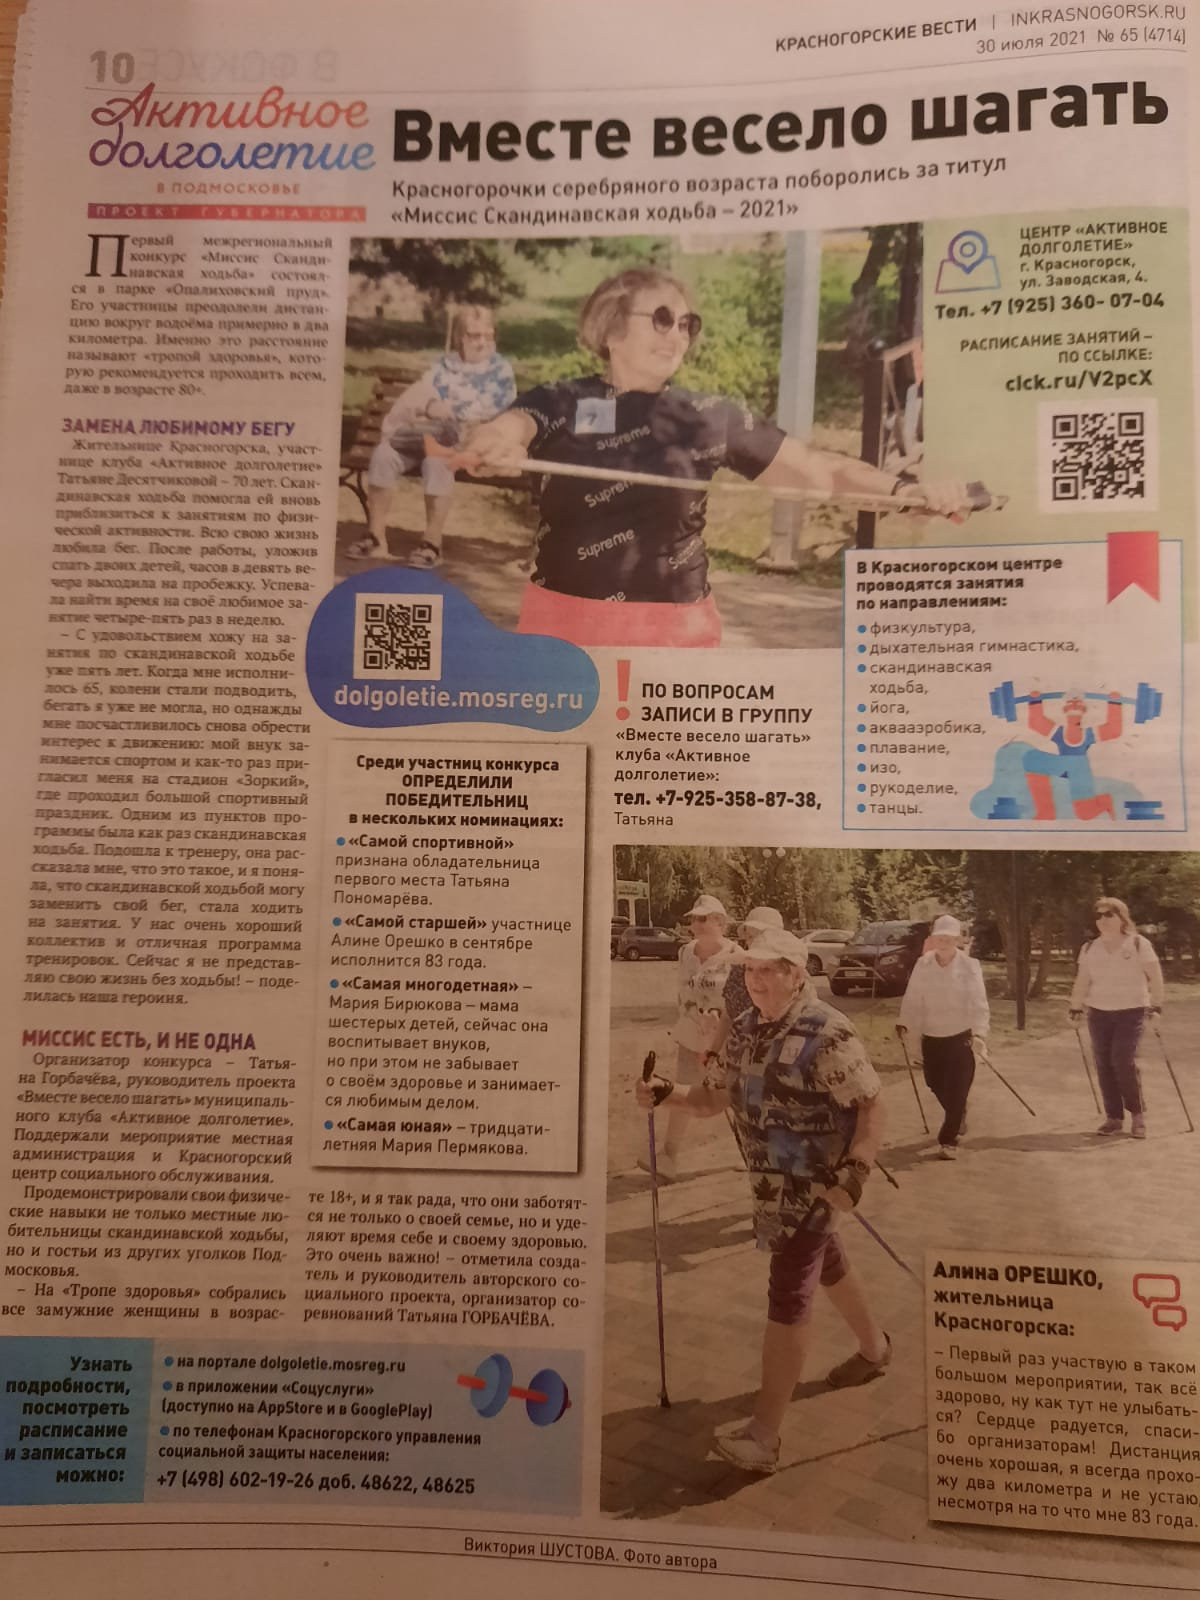 КРАСНОГОРСКИЕ ВЕСТИ | INKRASNOGORSK.RU
30 июля 2021 № 65 (4714)
10
Активное
долголетие
В ПОДМОСКОВЬЕ
ПРОЕКТ ГУБЕРНАТОРА
Вместе весело шагать
Красногорочки серебряного возраста поборолись за титул
«Миссис Скандинавская ходьба – 2021»
Первый межрегиональный
конкурс «Миссис Сканди-
навская ходьба» состоял-
ся в парке «Опалиховский пруд».
Его участницы преодолели дистан-
цию вокруг водоёма примерно в два
километра. Именно это расстояние
называют «тропой здоровья», кото-
рую рекомендуется проходить всем,
даже в возрасте 80+.
ЗАМЕНА ЛЮБИМОМУ БЕГУ
Жительнице Красногорска, участ-
нице клуба «Активное долголетие»
Татьяне Десятчиковой – 70 лет. Скан-
динавская ходьба помогла ей вновь
приблизиться к занятиям по физи-
ческой активности. Всю свою жизнь
любила бег. После работы, уложив
спать двоих детей, часов в девять ве-
чера выходила на пробежку. Успева-
ла найти время на своё любимое за-
нятие четыре-пять раз в неделю.
– С удовольствием хожу на за-
нятия по скандинавской ходьбе
уже пять лет. Когда мне исполни-
лось 65, колени стали подводить,
бегать я уже не могла, но однажды
мне посчастливилось снова обрести
интерес к движению: мой внук за-
нимается спортом и как-то раз при-
гласил меня на стадион «Зоркий»,
где проходил большой спортивный
праздник. Одним из пунктов про-
граммы была как раз скандинавская
ходьба. Подошла к тренеру, она рас-
сказала мне, что это такое, и я поня-
ла, что скандинавской ходьбой могу
заменить свой бег, стала ходить
на занятия. У нас очень хороший
коллектив и отличная программа
тренировок. Сейчас я не представ-
ляю свою жизнь без ходьбы! – поде-
лилась наша героиня.
МИССИС ЕСТЬ, И НЕ ОДНА
Организатор конкурса – Татья-
на Горбачёва, руководитель проекта
«Вместе весело шагать» муниципаль-
ного клуба «Активное долголетие».
Поддержали мероприятие местная
администрация и Красногорский
центр социального обслуживания.
Продемонстрировали свои физиче-
ские навыки не только местные лю-
бительницы скандинавской ходьбы,
но и гостьи из других уголков Под-
московья.
– На «Тропе здоровья» собрались
все замужние женщины в возрас-
те 18+, и я так рада, что они заботят-
ся не только о своей семье, но и уде-
ляют время себе и своему здоровью.
Это очень важно! – отметила созда-
тель и руководитель авторского со-
циального проекта, организатор со-
ревнований Татьяна ГОРБАЧЁВА.
Supreme
Supreme
Supreme
dolgoletie.mosreg.ru
Среди участниц конкурса
ОПРЕДЕЛИЛИ
ПОБЕДИТЕЛЬНИЦ
в нескольких номинациях:
● «Самой спортивной»
признана обладательница
первого места Татьяна
Пономарёва.
● «Самой старшей» участнице
Алине Орешко в сентябре
исполнится 83 года.
● «Самая многодетная» –
Мария Бирюкова – мама
шестерых детей, сейчас она
воспитывает внуков,
но при этом не забывает
о своём здоровье и занимает-
ся любимым делом.
● «Самая юная» – тридцати-
летняя Мария Пермякова.
! ПО ВОПРОСАМ
ЗАПИСИ В ГРУППУ
«Вместе весело шагать»
клуба «Активное
долголетие»:
тел. +7-925-358-87-38,
Татьяна
ЦЕНТР «АКТИВНОЕ
ДОЛГОЛЕТИЕ»
г. Красногорск,
ул. Заводская, 4.
Тел. +7 (925) 360- 07-04
РАСПИСАНИЕ ЗАНЯТИЙ –
ПО ССЫЛКЕ:
clck.ru/V2pcX
В Красногорском центре
проводятся занятия
по направлениям:
● физкультура,
● дыхательная гимнастика,
● скандинавская
ходьба,
● йога,
● аквааэробика,
● плавание,
● изо,
● рукоделие,
● танцы.
Алина ОРЕШКО,
жительница
Красногорска:
– Первый раз участвую в таком
большом мероприятии, так всё
здорово, ну как тут не улыбать-
ся? Сердце радуется, спаси-
бо организаторам! Дистанция
очень хорошая, я всегда прохо-
жу два километра и не устаю,
несмотря на то что мне 83 года.
Узнать
подробности,
посмотреть
расписание
и записаться
можно:
● на портале dolgoletie.mosreg.ru
● в приложении «Соцуслуги»
(доступно на AppStore и в GooglePlay)
● по телефонам Красногорского управления
социальной защиты населения:
+7 (498) 602-19-26 доб. 48622, 48625
Виктория ШУСТОВА. Фото автора